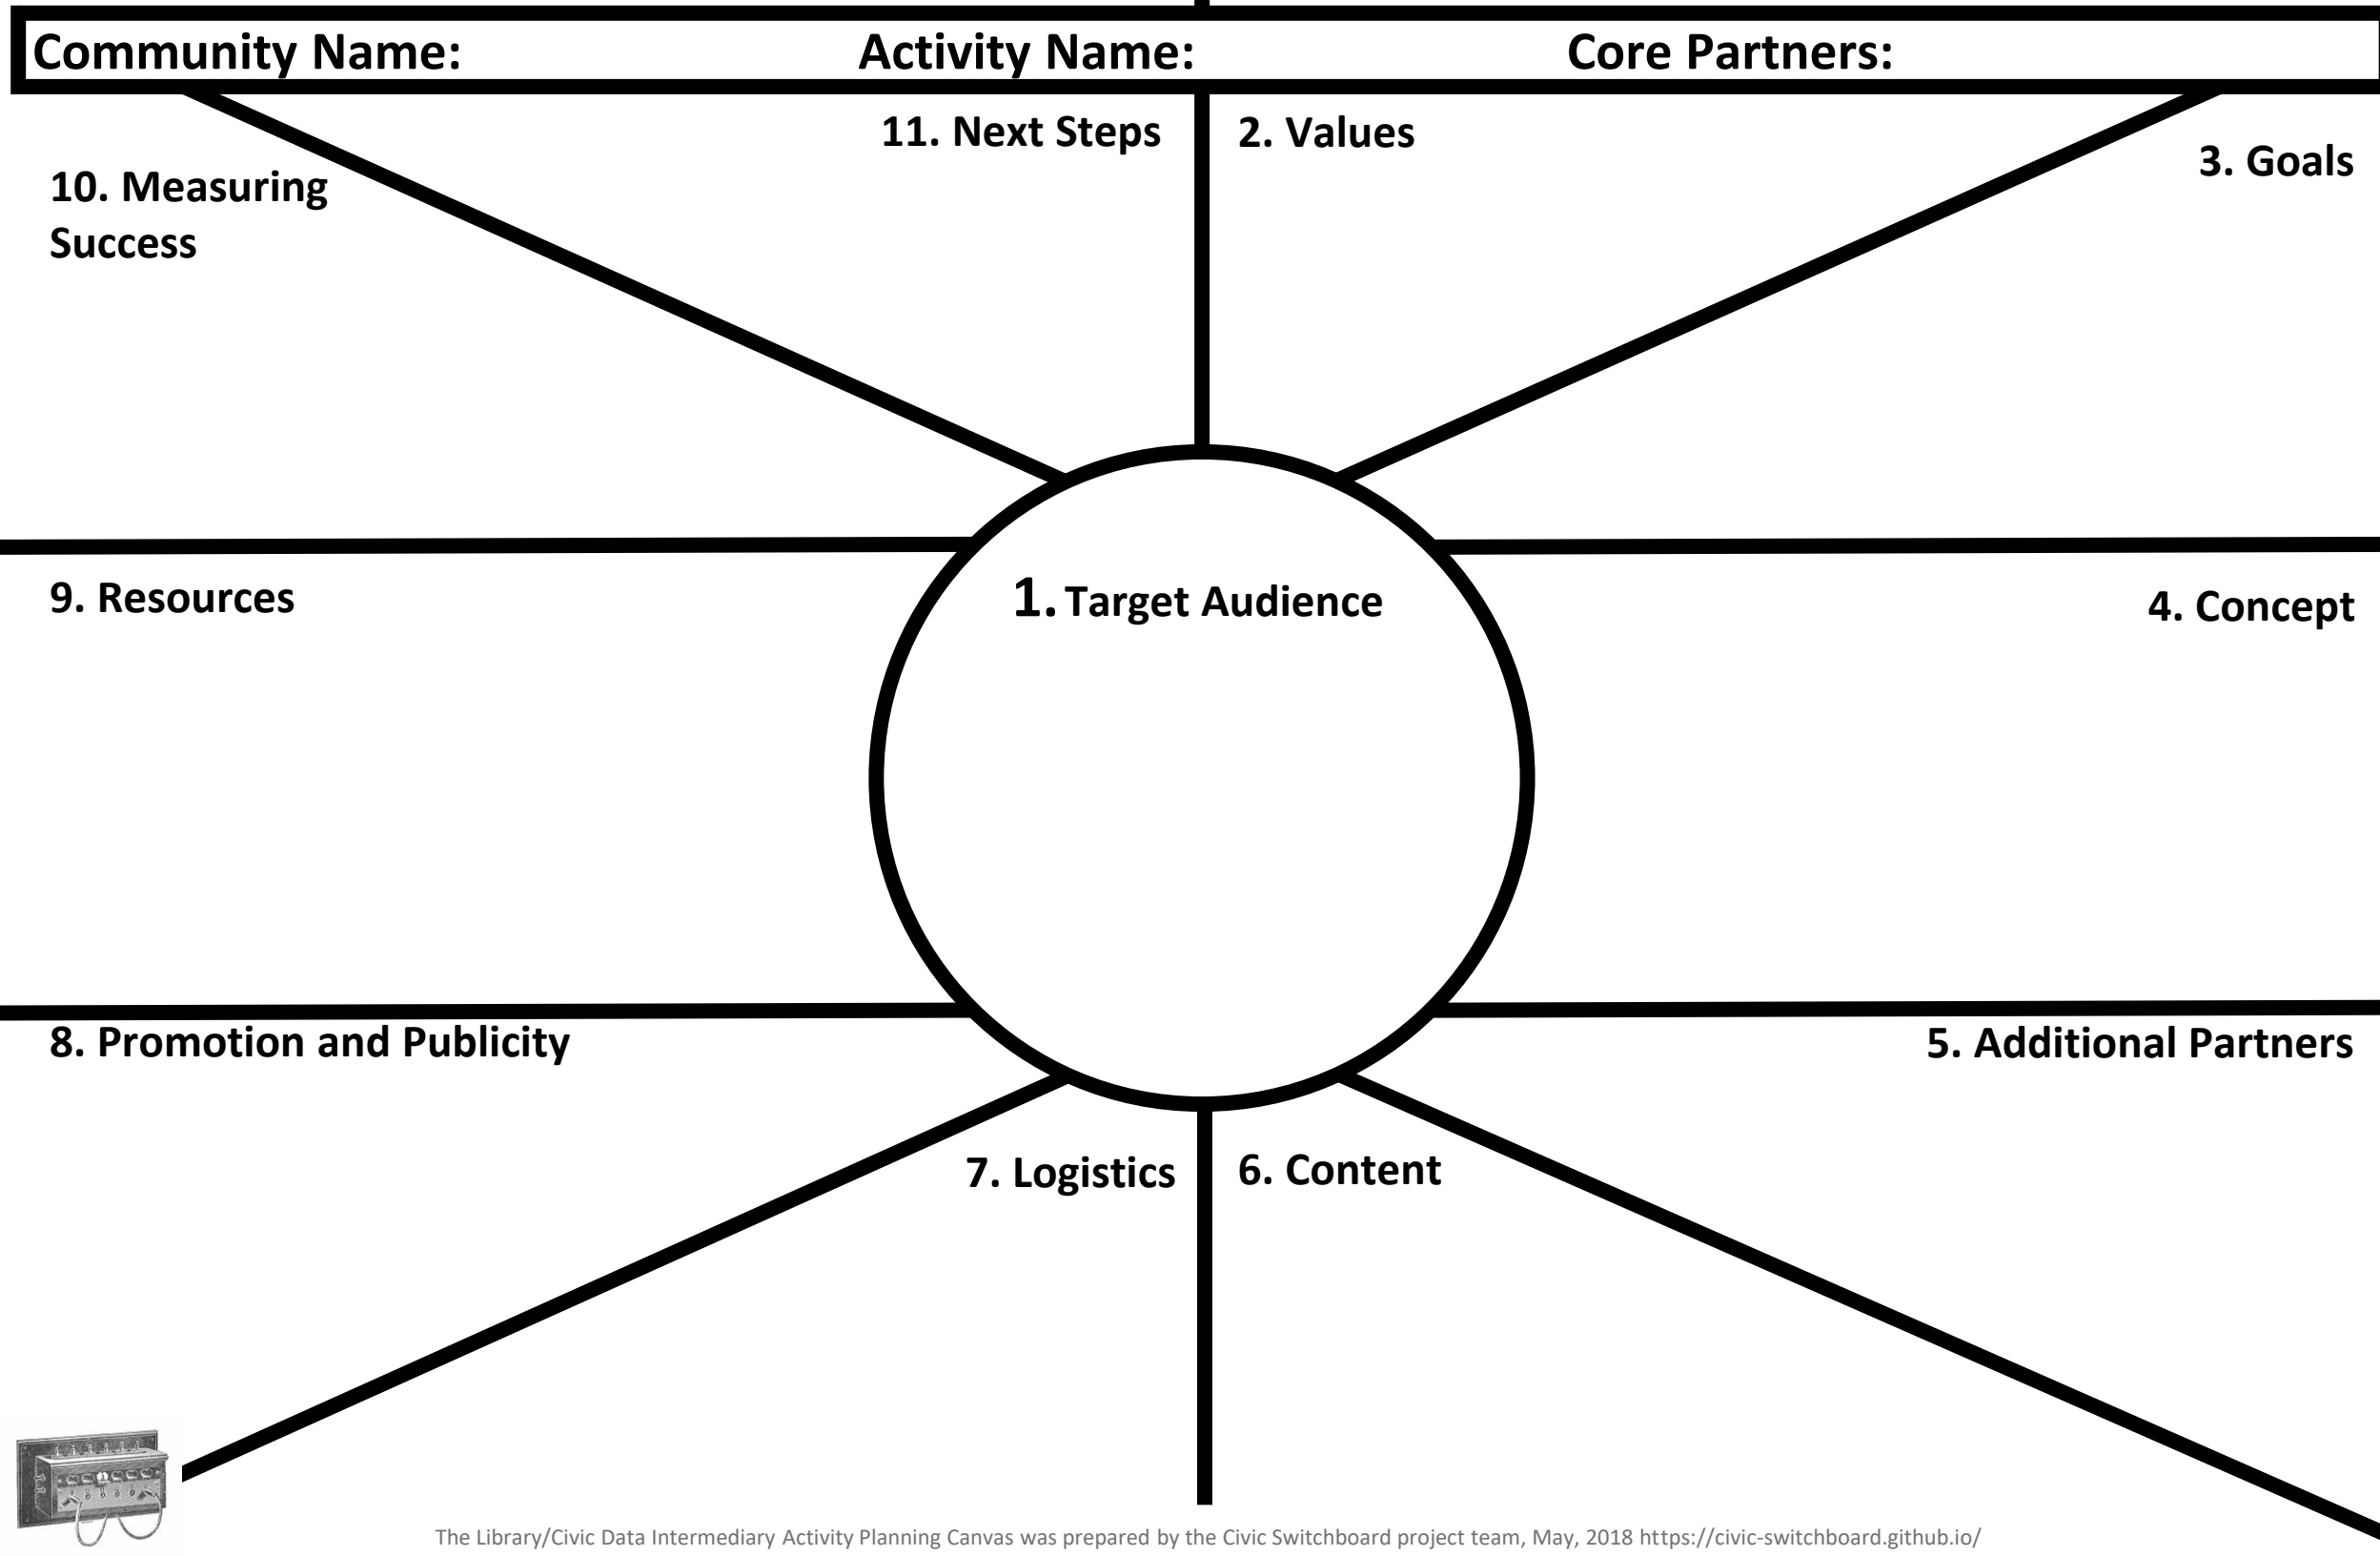 Community Name: Activity Name: Core Partners:
11. Next Steps
2. Values
3. Goals
10. Measuring
Success
9. Resources
1. Target Audience
4. Concept
8. Promotion and Publicity
5. Additional Partners
7. Logistics
6. Content
The Library/Civic Data Intermediary Activity Planning Canvas was prepared by the Civic Switchboard project team, May, 2018 https://civic-switchboard.github.io/